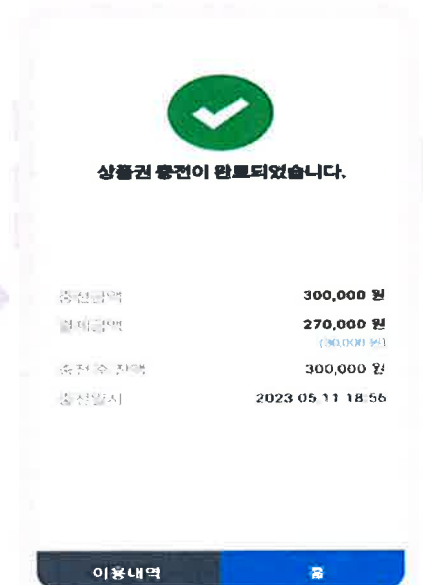 상품권 충전이 완료되었습니다.
충전금액 300,000 원
결제금액 270,000 원
(30,000 원)
충전 후 잔액 300,000 원
충전일시 2023 05 11 18:56
이용내역 홈